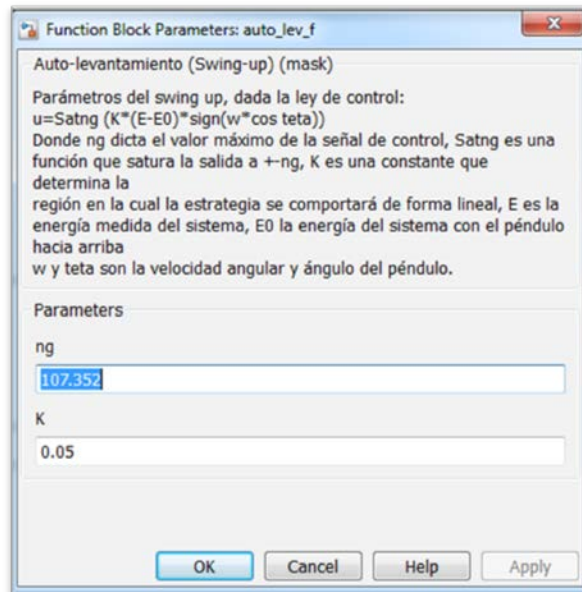 Function Block Parameters: auto_lev_f
Auto-levantamiento (Swing-up) (mask)
Parámetros del swing up, dada la ley de control:
u=Satng (K*(E-E0)*sign(w*cos teta))
Donde ng dicta el valor máximo de la señal de control, Satng es una
función que satura la salida a +-ng, K es una constante que
determina la
región en la cual la estrategia se comportará de forma lineal, E es la
energía medida del sistema, E0 la energía del sistema con el péndulo
hacia arriba
w y teta son la velocidad angular y ángulo del péndulo.
Parameters
ng
107.352
K
0.05
OK Cancel Help Apply